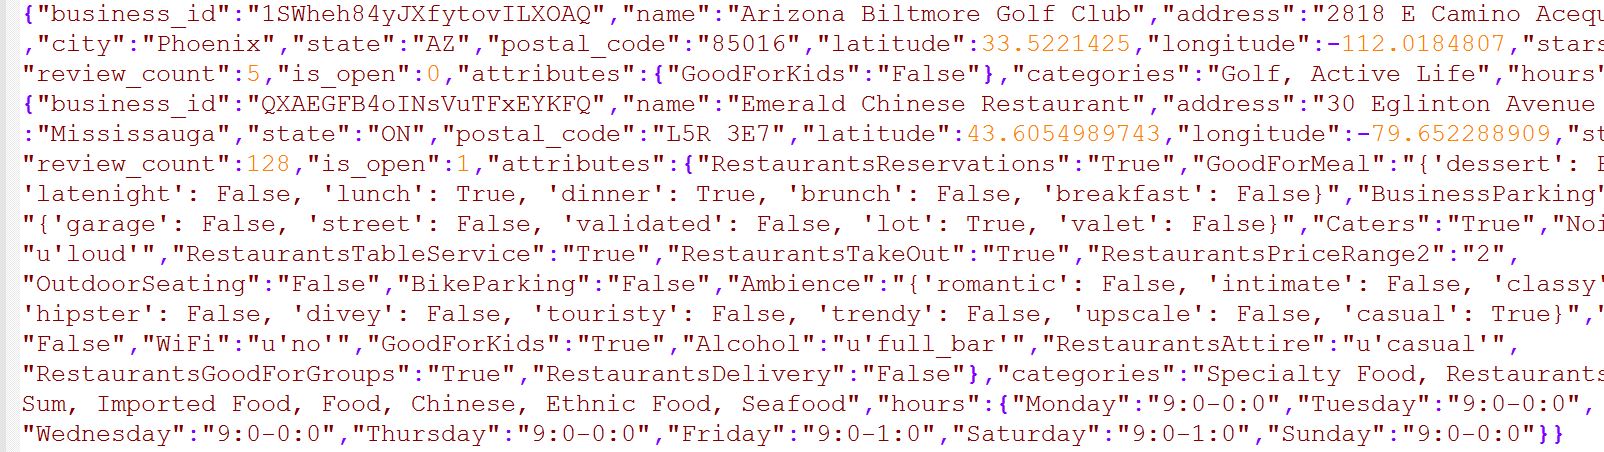 {"business_id":"1SWheh84yJXfytovILXOAQ","name":"Arizona Biltmore Golf Club","address":"2818 E Camino Acequ
,"city":"Phoenix","state":"AZ","postal_code":"85016","latitude":33.5221425,"longitude":-112.0184807,"stars
"review_count":5,"is_open":0,"attributes":{"GoodForKids":"False"},"categories":"Golf, Active Life","hours"
{"business_id":"QXAEGFB4oINsVuTFxEYKFQ","name":"Emerald Chinese Restaurant","address":"30 Eglinton Avenue
:"Mississauga","state":"ON","postal_code":"L5R 3E7","latitude":43.6054989743,"longitude":-79.652288909,"st
"review_count":128,"is_open":1,"attributes":{"RestaurantsReservations":"True","GoodForMeal":"{'dessert': F
'latenight': False, 'lunch': True, 'dinner': True, 'brunch': False, 'breakfast': False}","BusinessParking"
"{'garage': False, 'street': False, 'validated': False, 'lot': True, 'valet': False}","Caters":"True","Noi
"u'loud'","RestaurantsTableService":"True","RestaurantsTakeOut":"True","RestaurantsPriceRange2":"2",
"OutdoorSeating":"False","BikeParking":"False","Ambience":"{'romantic': False, 'intimate': False, 'classy'
'hipster': False, 'divey': False, 'touristy': False, 'trendy': False, 'upscale': False, 'casual': True}","
"False","WiFi":"u'no'","GoodForKids":"True","Alcohol":"u'full_bar'","RestaurantsAttire":"u'casual'",
"RestaurantsGoodForGroups":"True","RestaurantsDelivery":"False"},"categories":"Specialty Food, Restaurants
Sum, Imported Food, Food, Chinese, Ethnic Food, Seafood","hours":{"Monday":"9:0-0:0","Tuesday":"9:0-0:0",
"Wednesday":"9:0-0:0","Thursday":"9:0-0:0","Friday":"9:0-1:0","Saturday":"9:0-1:0","Sunday":"9:0-0:0"}}